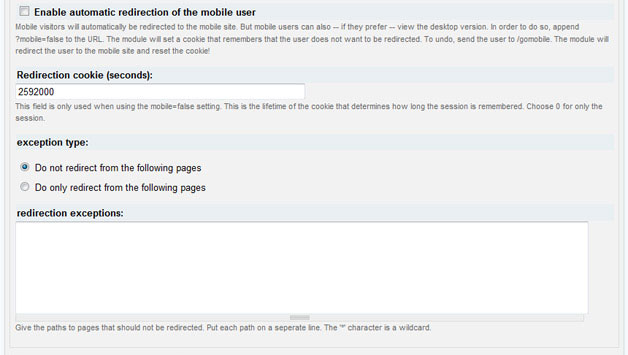 Enable automatic redirection of the mobile user
Mobile visitors will automatically be redirected to the mobile site. But mobile users can also -- if they prefer -- view the desktop version. In order to do so, append
?mobile=false to the URL. The module will set a cookie that remembers that the user does not want to be redirected. To undo, send the user to /gomobile. The module will
redirect the user to the mobile site and reset the cookie!
Redirection cookie (seconds):
2592000
This field is only used when using the mobile=false setting. This is the lifetime of the cookie that determines how long the session is remembered. Choose 0 for only the
session.
exception type:
Do not redirect from the following pages
Do only redirect from the following pages
redirection exceptions:
Give the paths to pages that should not be redirected. Put each path on a seperate line. The '*' character is a wildcard.